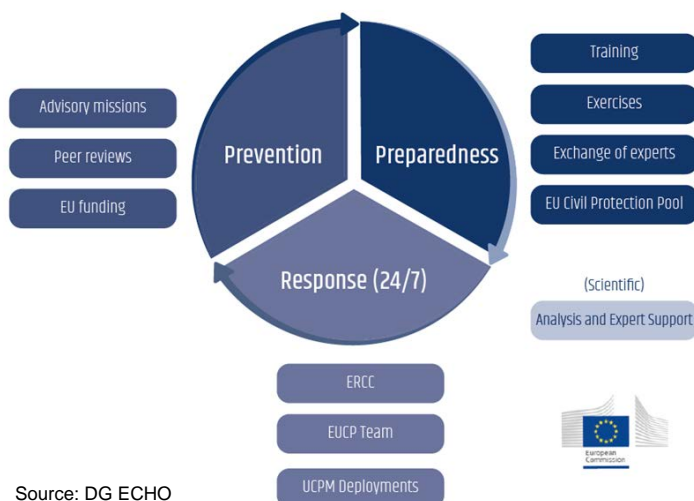 Training
Advisory missions
Exercises
Prevention
Preparedness
Peer reviews
Exchange of experts
EU funding
EU Civil Protection Pool
Response (24/7)
(Scientific)
Analysis and Expert Support
ERCC
EUCP Team
European
Commission
UCPM Deployments
Source: DG ECHO